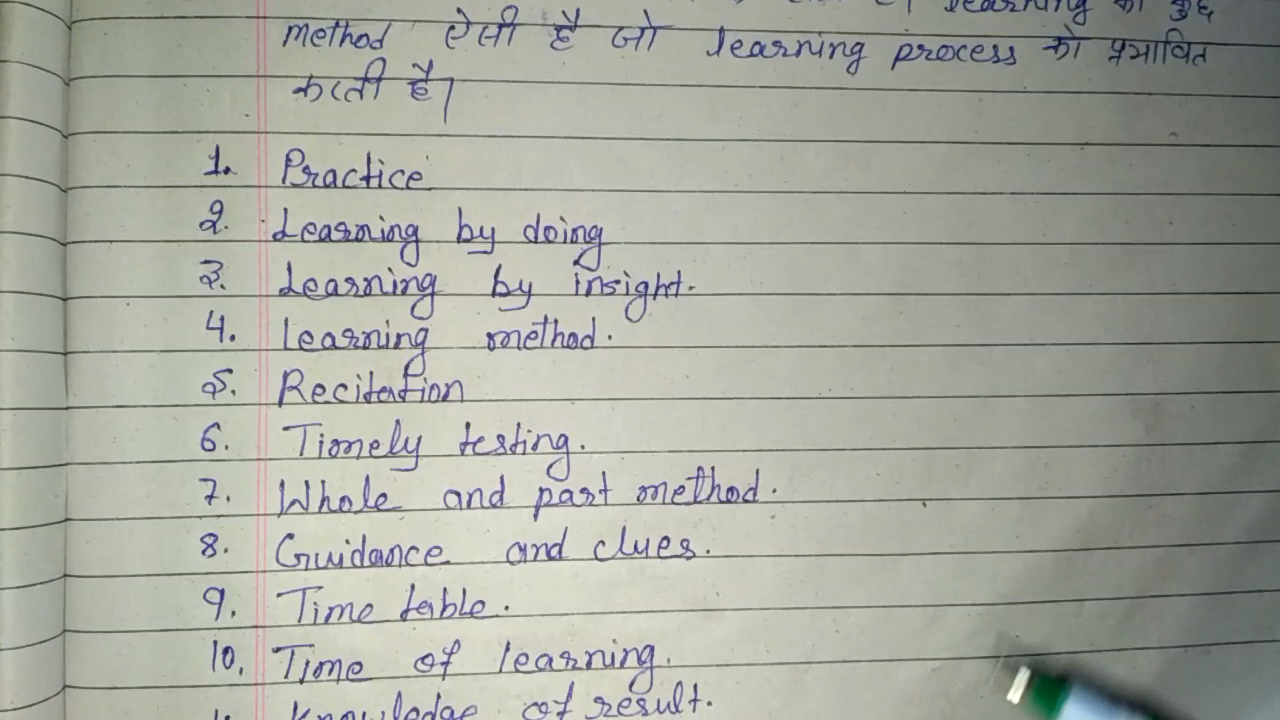 learning की कुछ
method ऐसी है जो learning process को प्रभावित
करती है।
1. Practice
2. Learning by doing
3. Learning by insight.
4. learning method.
5. Recitation
6. Timely testing.
7. Whole and part method.
8. Guidance and clues.
9. Time table.
10. Time of learning.
Knowledge of result.